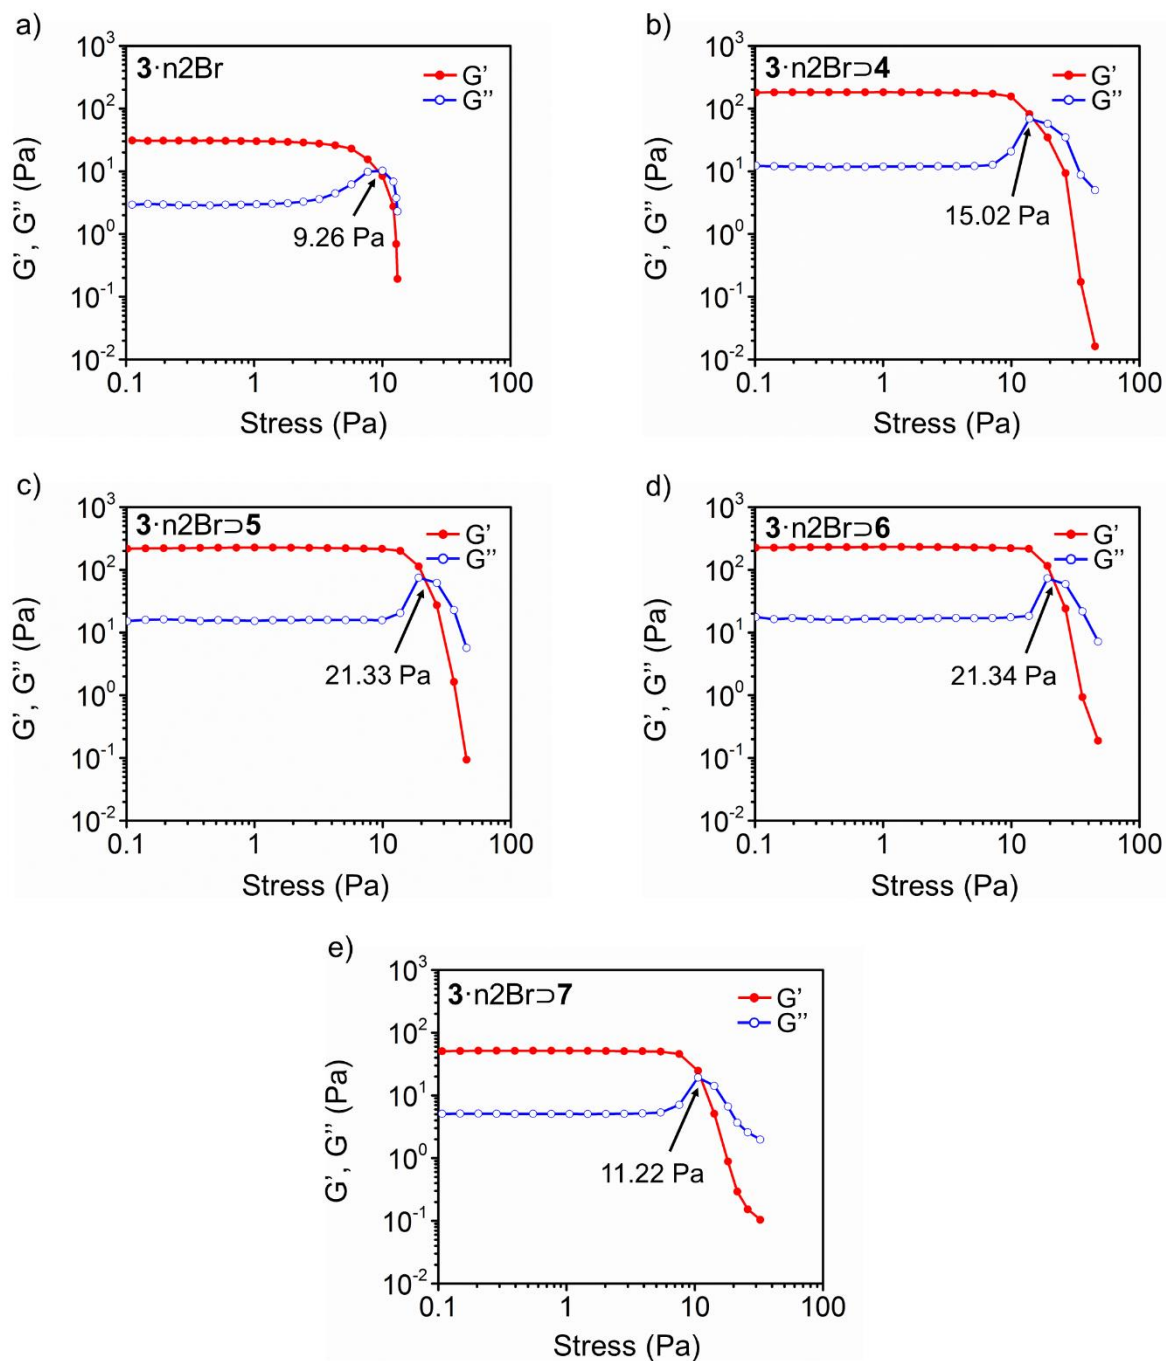 a)
3·n2Br
G'
G''
10³
10²
10¹
10⁰
10⁻¹
10⁻²
G', G'' (Pa)
9.26 Pa
0.1 1 10 100
Stress (Pa)
b)
3·n2Br⊃4
G'
G''
10³
10²
10¹
10⁰
10⁻¹
10⁻²
G', G'' (Pa)
15.02 Pa
0.1 1 10 100
Stress (Pa)
c)
3·n2Br⊃5
G'
G''
10³
10²
10¹
10⁰
10⁻¹
10⁻²
G', G'' (Pa)
21.33 Pa
0.1 1 10 100
Stress (Pa)
d)
3·n2Br⊃6
G'
G''
10³
10²
10¹
10⁰
10⁻¹
10⁻²
G', G'' (Pa)
21.34 Pa
0.1 1 10 100
Stress (Pa)
e)
3·n2Br⊃7
G'
G''
10³
10²
10¹
10⁰
10⁻¹
10⁻²
G', G'' (Pa)
11.22 Pa
0.1 1 10 100
Stress (Pa)